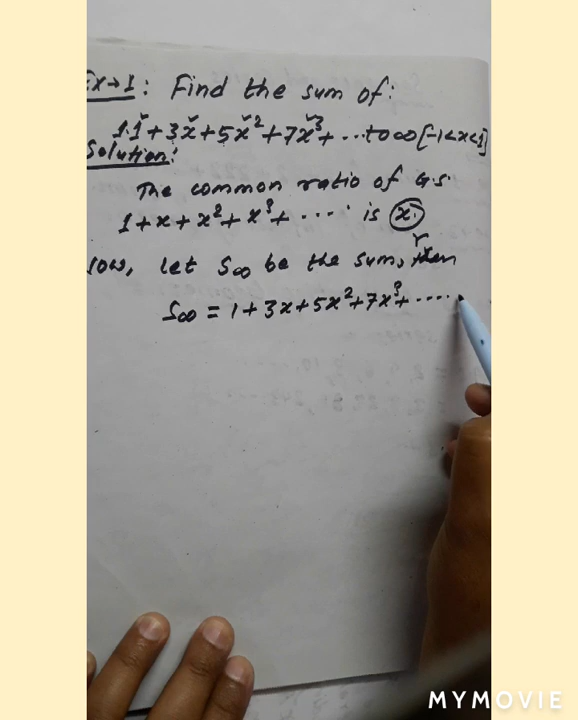 Ex→1: Find the sum of:
1.1+3x+5x²+7x³+...to∞[-1<x<1]
Solution:
The common ratio of G.S.
1+x+x²+x³+.... is x.
r
Now, let S∞ be the sum, then
S∞ = 1+3x+5x²+7x³+.....
MYMOVIE